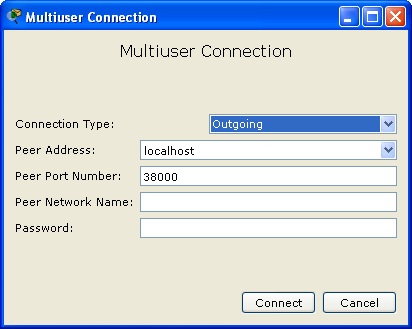 Multiuser Connection
Multiuser Connection
Connection Type: Outgoing
Peer Address: localhost
Peer Port Number: 38000
Peer Network Name:
Password:
Connect Cancel